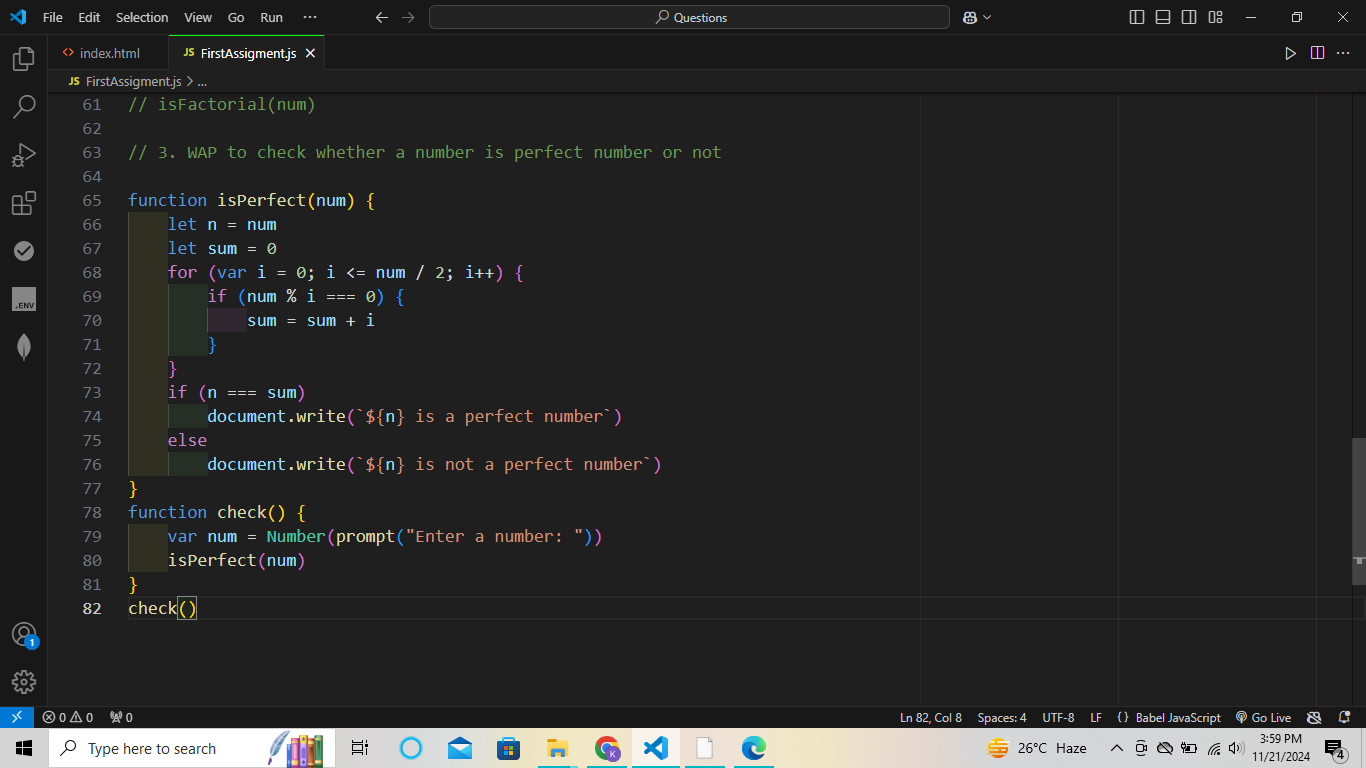 File Edit Selection View Go Run ··· Questions
index.html JS FirstAssigment.js
JS FirstAssigment.js > ...
61 // isFactorial(num)
62
63 // 3. WAP to check whether a number is perfect number or not
64
65 function isPerfect(num) {
66 let n = num
67 let sum = 0
68 for (var i = 0; i <= num / 2; i++) {
69 if (num % i === 0) {
70 sum = sum + i
71 }
72 }
73 if (n === sum)
74 document.write(`${n} is a perfect number`)
75 else
76 document.write(`${n} is not a perfect number`)
77 }
78 function check() {
79 var num = Number(prompt("Enter a number: "))
80 isPerfect(num)
81 }
82 check()
.ENV
1
0 0 0 Ln 82, Col 8 Spaces: 4 UTF-8 LF {} Babel JavaScript Go Live
Type here to search K 26°C Haze 3:59 PM
11/21/2024 4